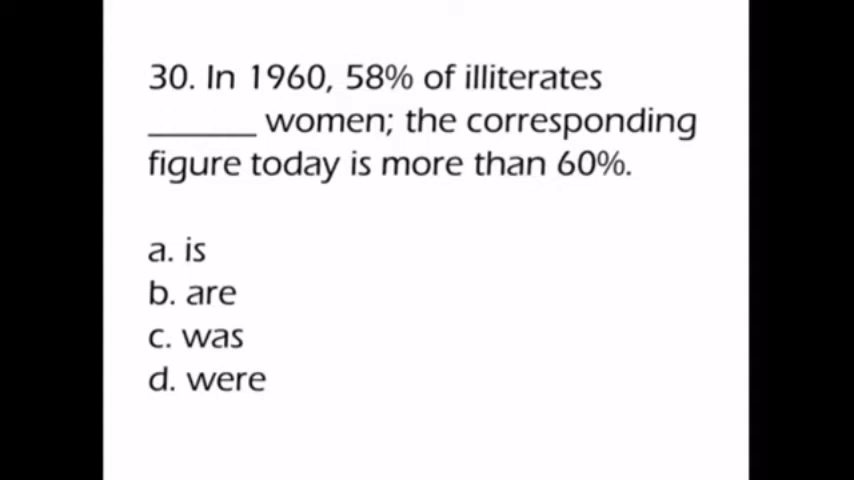 30. In 1960, 58% of illiterates
______ women; the corresponding
figure today is more than 60%.
a. is
b. are
c. was
d. were